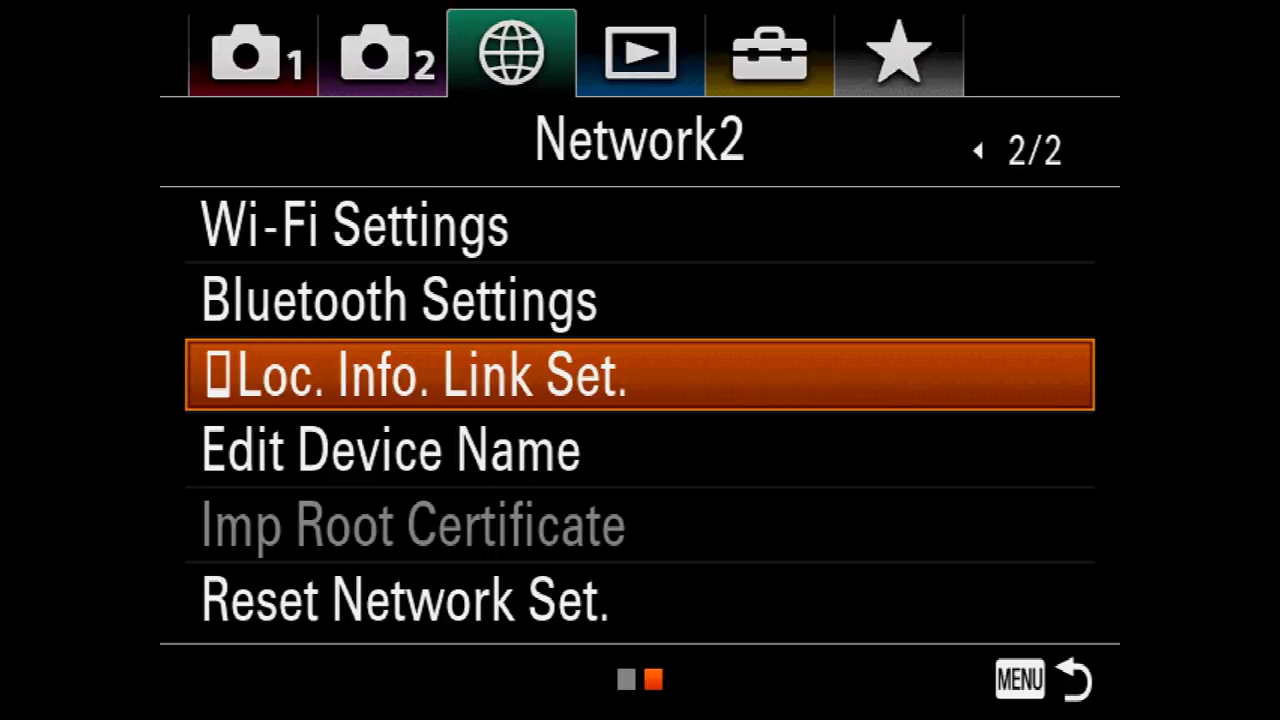 1 2
Network2
2/2
Wi-Fi Settings
Bluetooth Settings
Loc. Info. Link Set.
Edit Device Name
Imp Root Certificate
Reset Network Set.
MENU